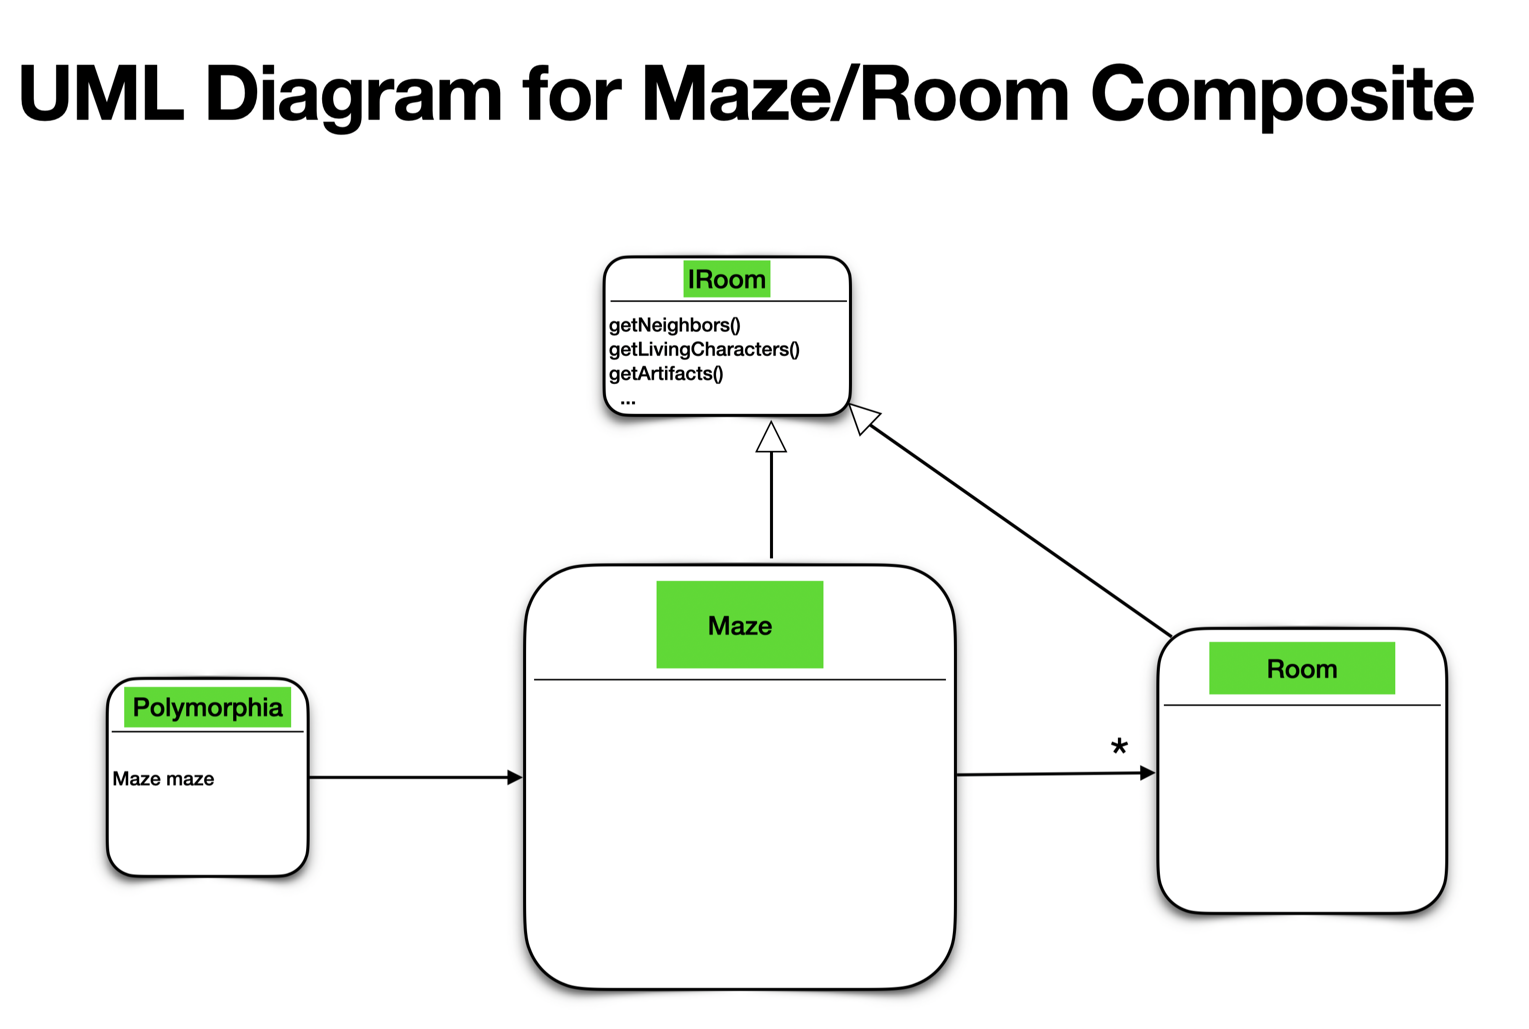 UML Diagram for Maze/Room Composite
IRoom
getNeighbors()
getLivingCharacters()
getArtifacts()
...
Maze
Room
Polymorphia
*
Maze maze